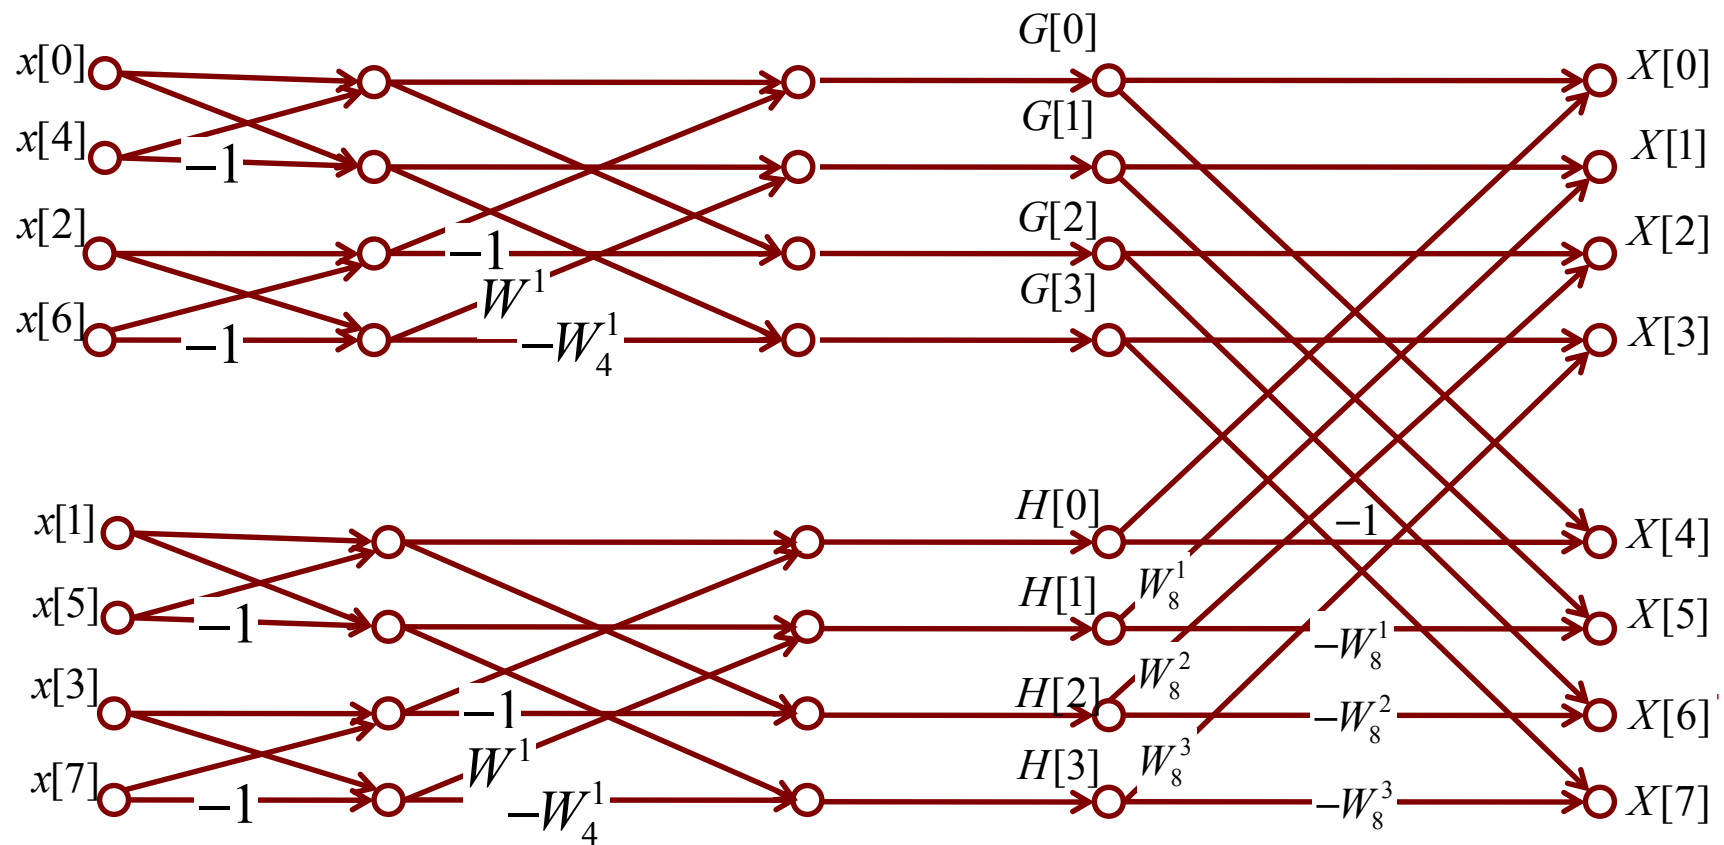 x[0] G[0] X[0]
x[4] −1 G[1] X[1]
x[2] −1 G[2] X[2]
W¹ G[3]
x[6] −1 −W₄¹ X[3]
x[1] H[0] −1 X[4]
x[5] −1 H[1] W₈¹ −W₈¹ X[5]
x[3] −1 H[2] W₈² −W₈² X[6]
W¹
x[7] −1 −W₄¹ H[3] W₈³ −W₈³ X[7]